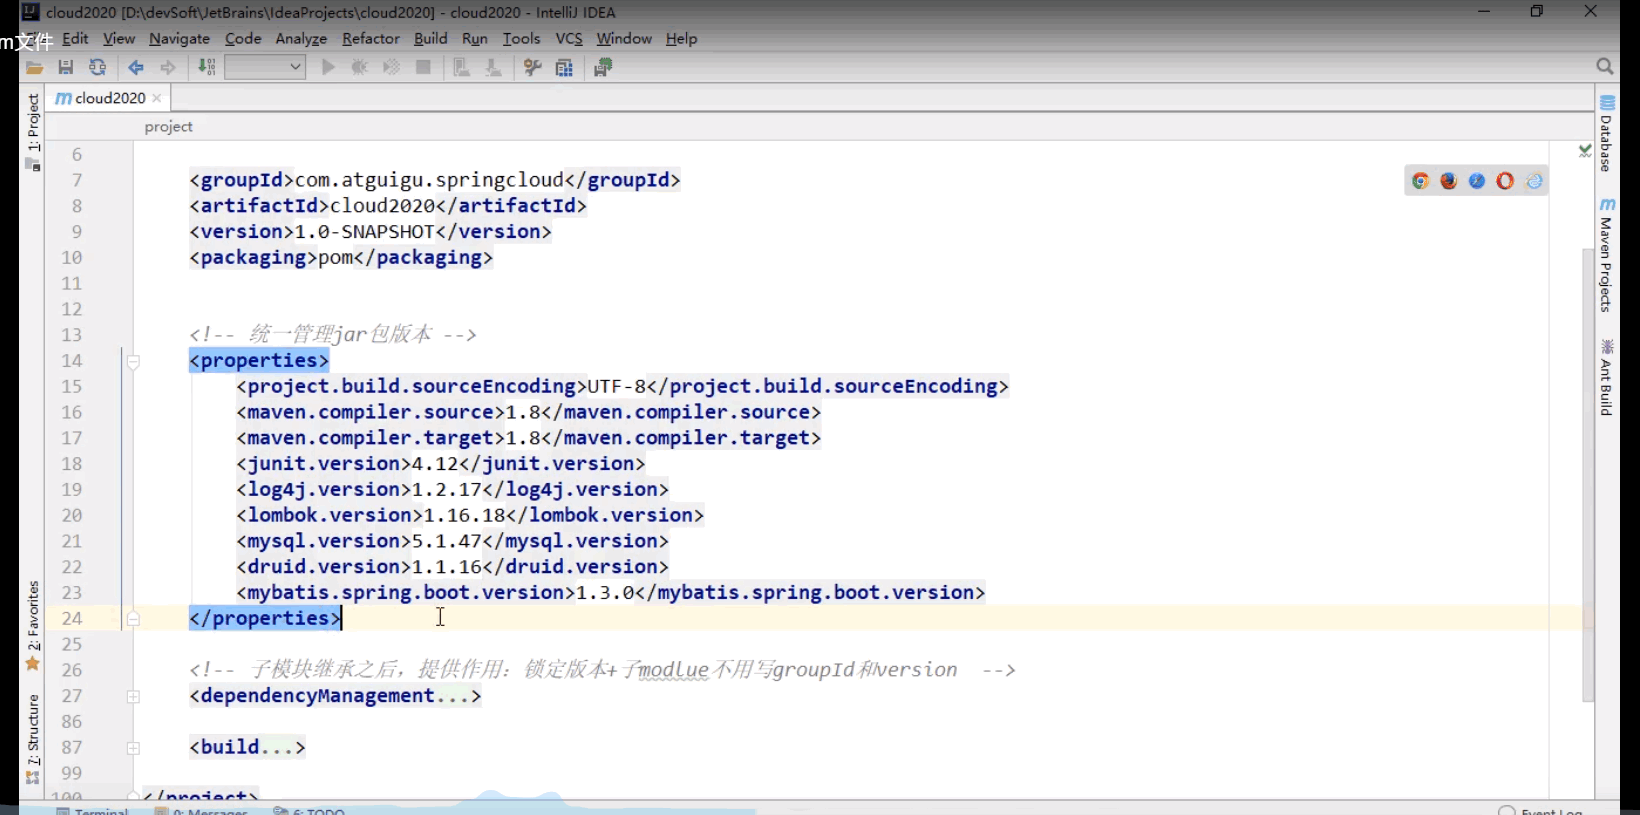 cloud2020 [D:\devSoft\JetBrains\IdeaProjects\cloud2020] - cloud2020 - IntelliJ IDEA
m文件 Edit View Navigate Code Analyze Refactor Build Run Tools VCS Window Help
cloud2020
project
1: Project
2: Favorites
7: Structure
6
7 <groupId>com.atguigu.springcloud</groupId>
8 <artifactId>cloud2020</artifactId>
9 <version>1.0-SNAPSHOT</version>
10 <packaging>pom</packaging>
11
12
13 <!-- 统一管理jar包版本 -->
14 <properties>
15 <project.build.sourceEncoding>UTF-8</project.build.sourceEncoding>
16 <maven.compiler.source>1.8</maven.compiler.source>
17 <maven.compiler.target>1.8</maven.compiler.target>
18 <junit.version>4.12</junit.version>
19 <log4j.version>1.2.17</log4j.version>
20 <lombok.version>1.16.18</lombok.version>
21 <mysql.version>5.1.47</mysql.version>
22 <druid.version>1.1.16</druid.version>
23 <mybatis.spring.boot.version>1.3.0</mybatis.spring.boot.version>
24 </properties>
25
26 <!-- 子模块继承之后，提供作用：锁定版本+子modlue不用写groupId和version -->
27 <dependencyManagement...>
86
87 <build...>
99
100 </project>
Database
Maven Projects
Ant Build
Terminal 0: Messages 6: TODO Event Log